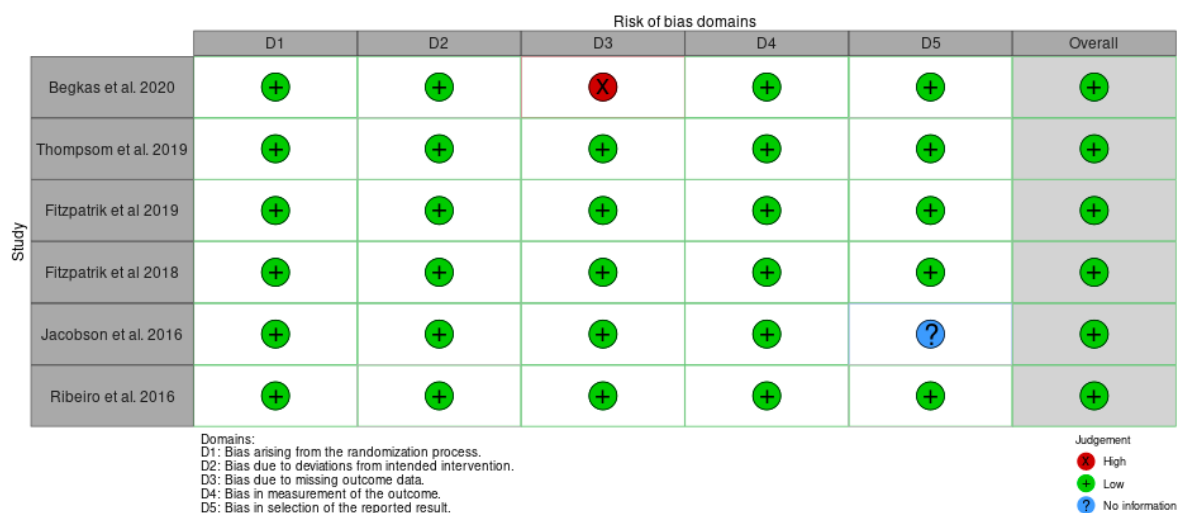 Risk of bias domains
D1 D2 D3 D4 D5 Overall
Study
Begkas et al. 2020 + + X + + +
Thompsom et al. 2019 + + + + + +
Fitzpatrik et al 2019 + + + + + +
Fitzpatrik et al 2018 + + + + + +
Jacobson et al. 2016 + + + + ? +
Ribeiro et al. 2016 + + + + + +
Domains:
D1: Bias arising from the randomization process.
D2: Bias due to deviations from intended intervention.
D3: Bias due to missing outcome data.
D4: Bias in measurement of the outcome.
D5: Bias in selection of the reported result.
Judgement
X High
+ Low
? No information